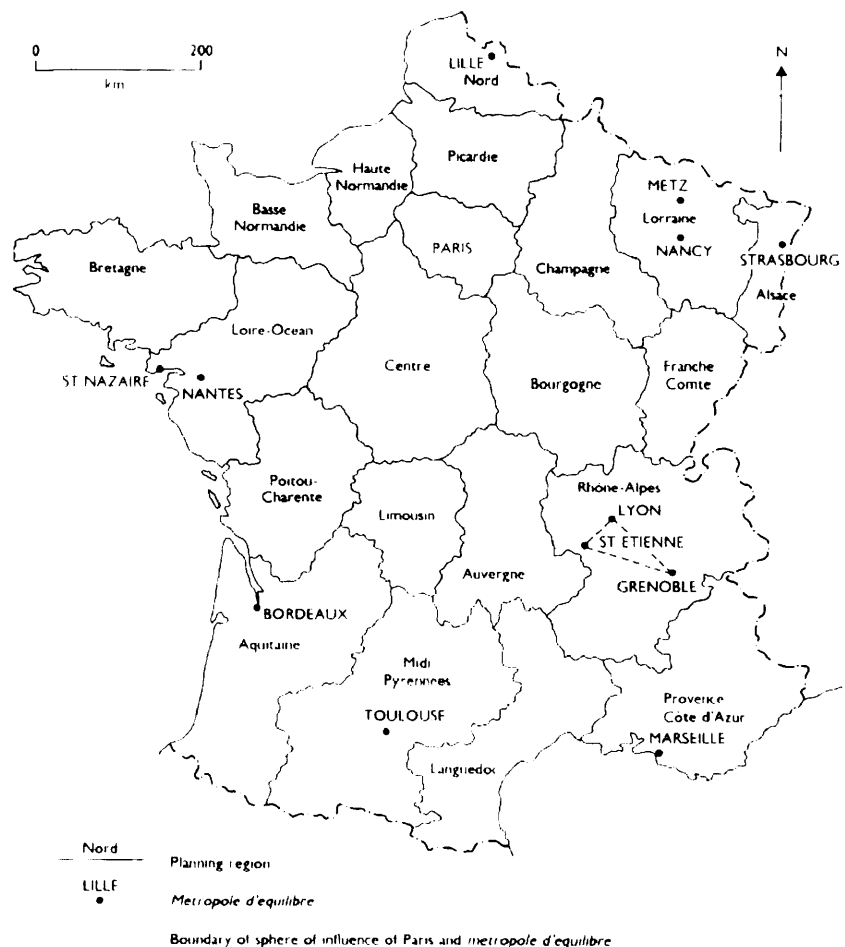 0 200
km
N
LILLE
Nord
Picardie
Haute
Normandie
Basse
Normandie
METZ
Lorraine
NANCY
PARIS
Champagne
STRASBOURG
Alsace
Bretagne
Loire-Ocean
ST NAZAIRE
NANTES
Centre
Bourgogne
Franche
Comte
Poitou-
Charente
Limousin
Rhône-Alpes
LYON
ST ETIENNE
GRENOBLE
Auvergne
BORDEAUX
Aquitaine
Midi
Pyrennees
TOULOUSE
Provence
Côte d'Azur
MARSEILLE
Languedoc
Nord
Planning region
LILLE
Metropole d'equilibre
Boundary of sphere of influence of Paris and metropole d'equilibre